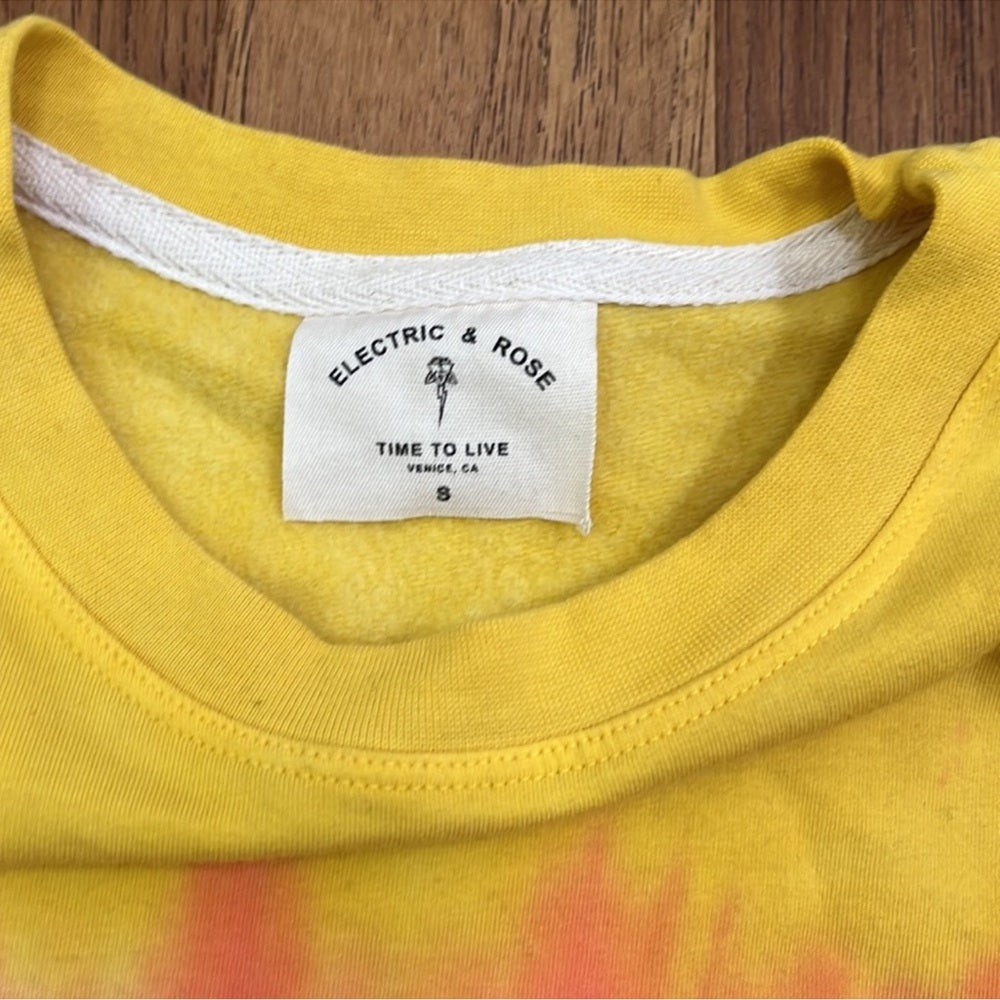 ELECTRIC & ROSE
TIME TO LIVE
VENICE, CA
S